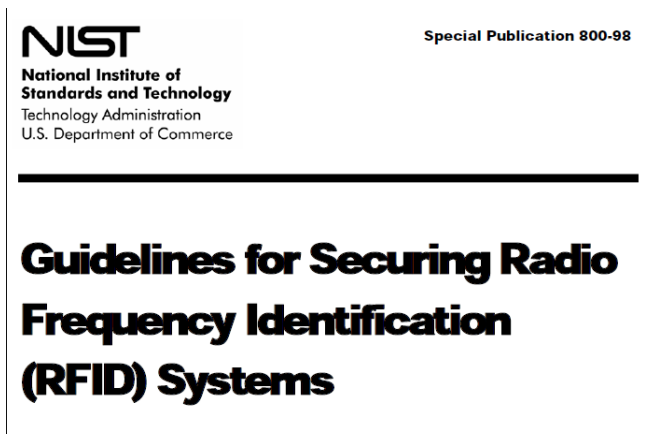 NIST
Special Publication 800-98
National Institute of
Standards and Technology
Technology Administration
U.S. Department of Commerce
Guidelines for Securing Radio
Frequency Identification
(RFID) Systems